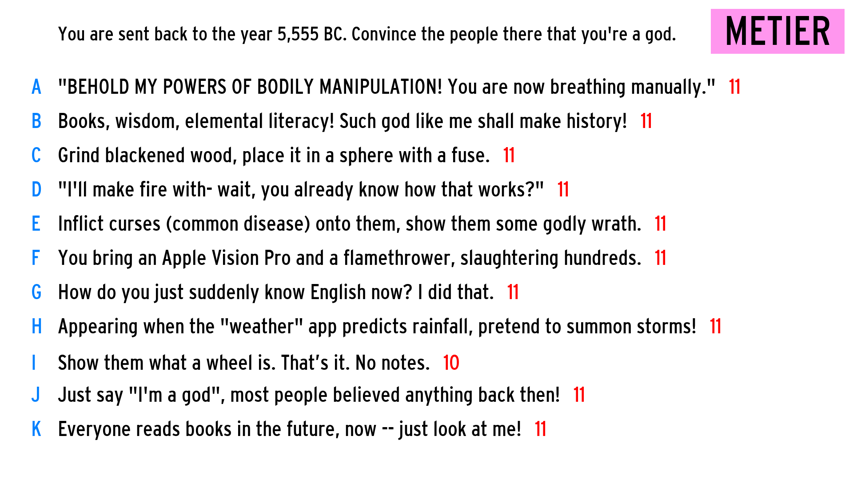 You are sent back to the year 5,555 BC. Convince the people there that you're a god.
METIER
A "BEHOLD MY POWERS OF BODILY MANIPULATION! You are now breathing manually." 11
B Books, wisdom, elemental literacy! Such god like me shall make history! 11
C Grind blackened wood, place it in a sphere with a fuse. 11
D "I'll make fire with- wait, you already know how that works?" 11
E Inflict curses (common disease) onto them, show them some godly wrath. 11
F You bring an Apple Vision Pro and a flamethrower, slaughtering hundreds. 11
G How do you just suddenly know English now? I did that. 11
H Appearing when the "weather" app predicts rainfall, pretend to summon storms! 11
I Show them what a wheel is. That’s it. No notes. 10
J Just say "I'm a god", most people believed anything back then! 11
K Everyone reads books in the future, now -- just look at me! 11